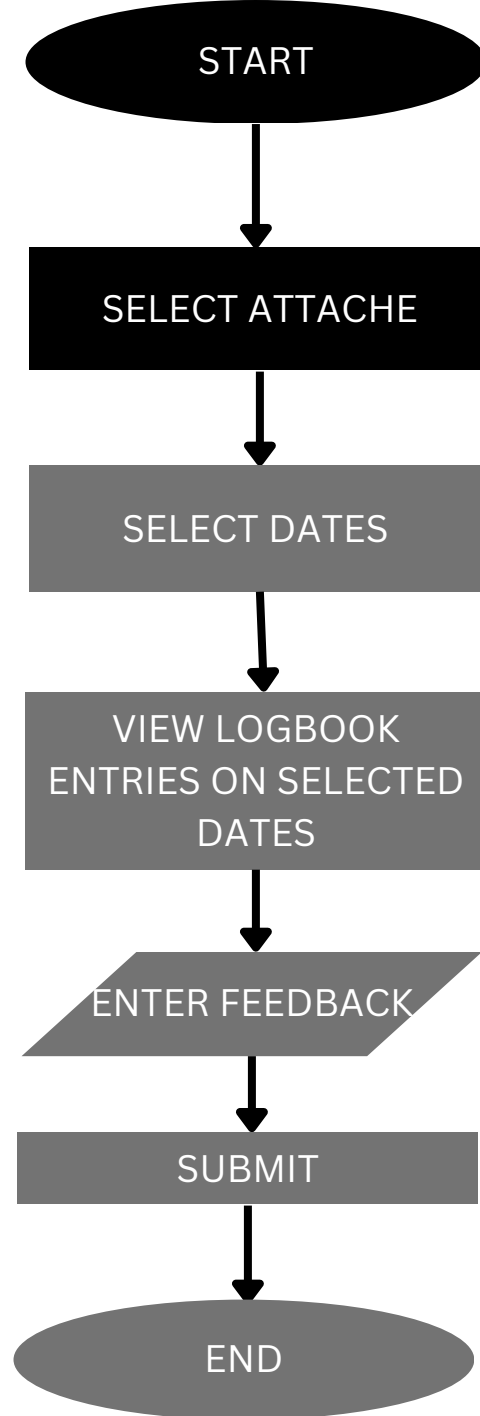 START
SELECT ATTACHE
SELECT DATES
VIEW LOGBOOK
ENTRIES ON SELECTED
DATES
ENTER FEEDBACK
SUBMIT
END